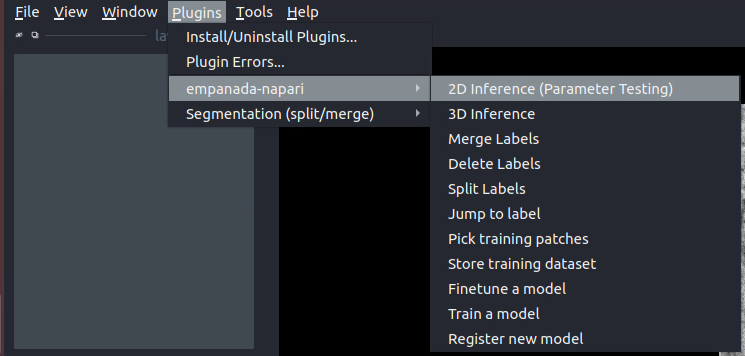 File View Window Plugins Tools Help
la
Install/Uninstall Plugins...
Plugin Errors...
empanada-napari
Segmentation (split/merge)
2D Inference (Parameter Testing)
3D Inference
Merge Labels
Delete Labels
Split Labels
Jump to label
Pick training patches
Store training dataset
Finetune a model
Train a model
Register new model